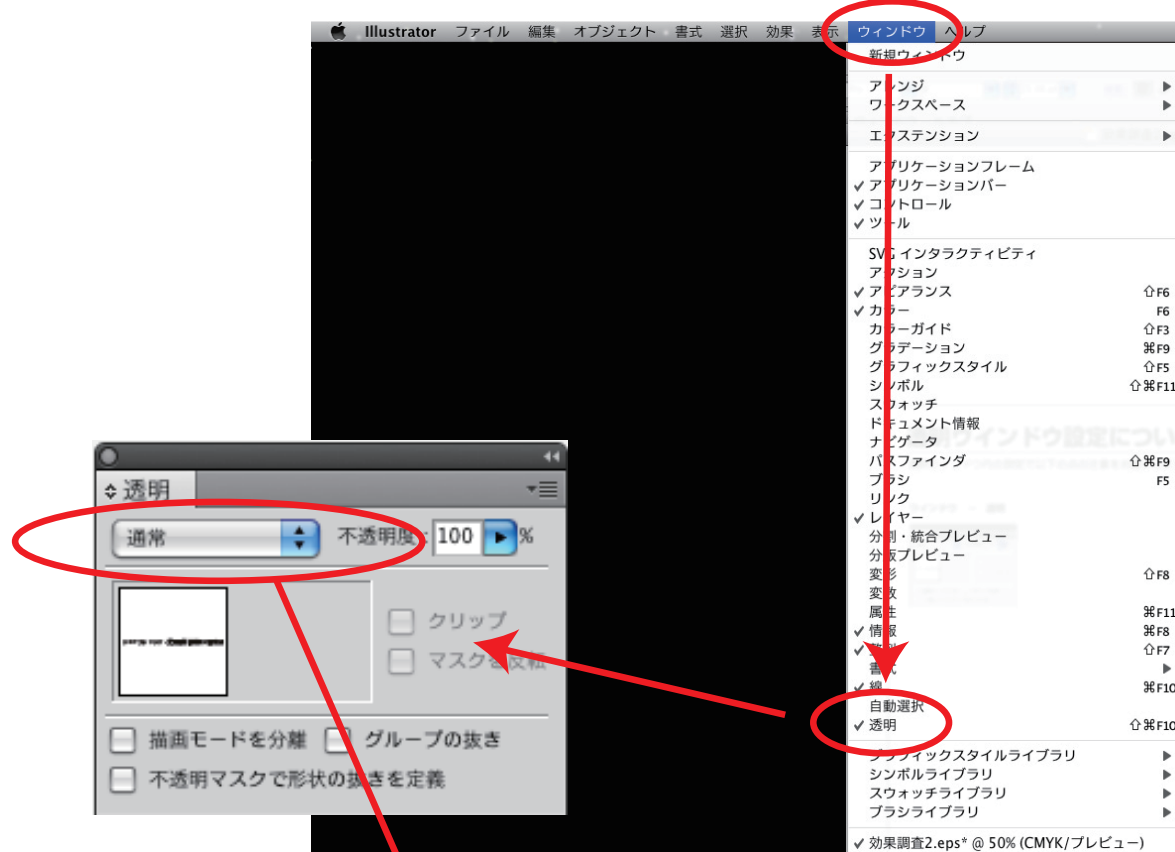 Illustrator ファイル 編集 オブジェクト 書式 選択 効果 表示 ウィンドウ ヘルプ
新規ウィンドウ
アレンジ
ワークスペース
エクステンション
アプリケーションフレーム
✓アプリケーションバー
✓コントロール
✓ツール
SVG インタラクティビティ
アクション
✓アピアランス ⇧F6
✓カラー F6
カラーガイド ⇧F3
グラデーション ⌘F9
グラフィックスタイル ⇧F5
シンボル ⇧⌘F11
スウォッチ
ドキュメント情報
ナビゲータ
パスファインダ ⇧⌘F9
ブラシ F5
リンク
✓レイヤー
分割・統合プレビュー
分版プレビュー
変形 ⇧F8
変数
属性 ⌘F11
✓情報 ⌘F8
✓整列 ⇧F7
書式
✓線 ⌘F10
自動選択
✓透明 ⇧⌘F10
グラフィックスタイルライブラリ
シンボルライブラリ
スウォッチライブラリ
ブラシライブラリ
✓効果調査2.eps* @ 50% (CMYK/プレビュー)
透明
通常 不透明度: 100 %
クリップ
マスクを反転
描画モードを分離 グループの抜き
不透明マスクで形状の抜きを定義